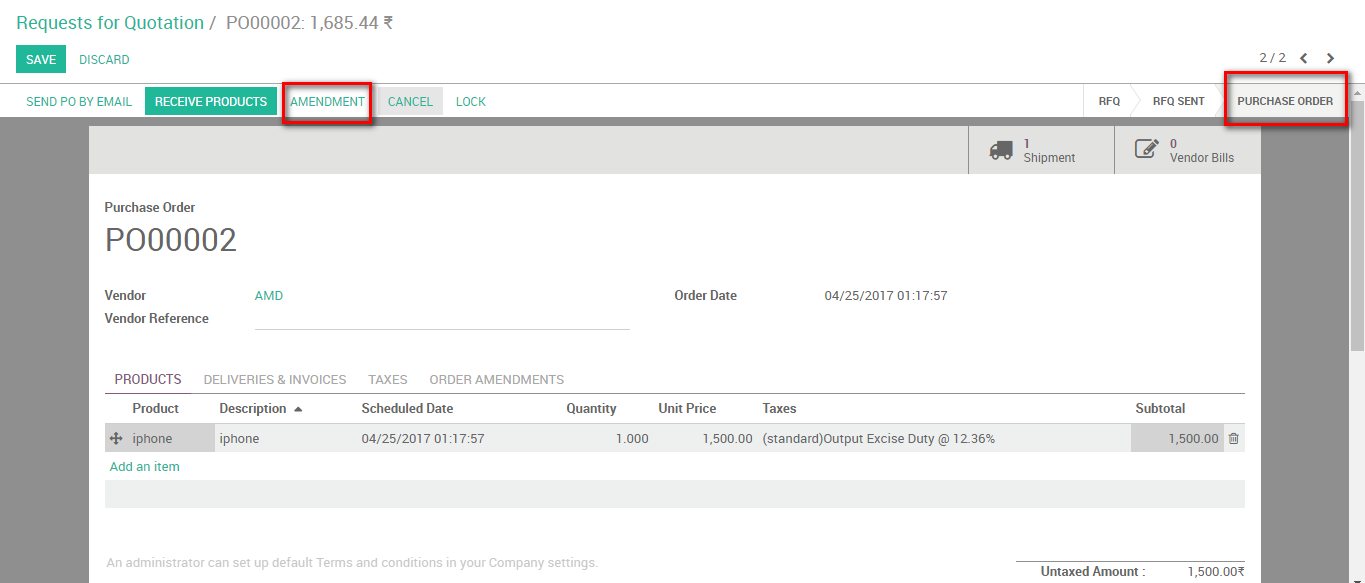 Requests for Quotation / PO00002: 1,685.44 ₹
SAVE DISCARD 2 / 2
SEND PO BY EMAIL RECEIVE PRODUCTS AMENDMENT CANCEL LOCK RFQ RFQ SENT PURCHASE ORDER
1 Shipment 0 Vendor Bills
Purchase Order
PO00002
Vendor AMD Order Date 04/25/2017 01:17:57
Vendor Reference
PRODUCTS DELIVERIES & INVOICES TAXES ORDER AMENDMENTS
Product Description Scheduled Date Quantity Unit Price Taxes Subtotal
iphone iphone 04/25/2017 01:17:57 1.000 1,500.00 (standard)Output Excise Duty @ 12.36% 1,500.00
Add an item
An administrator can set up default Terms and conditions in your Company settings.
Untaxed Amount : 1,500.00₹